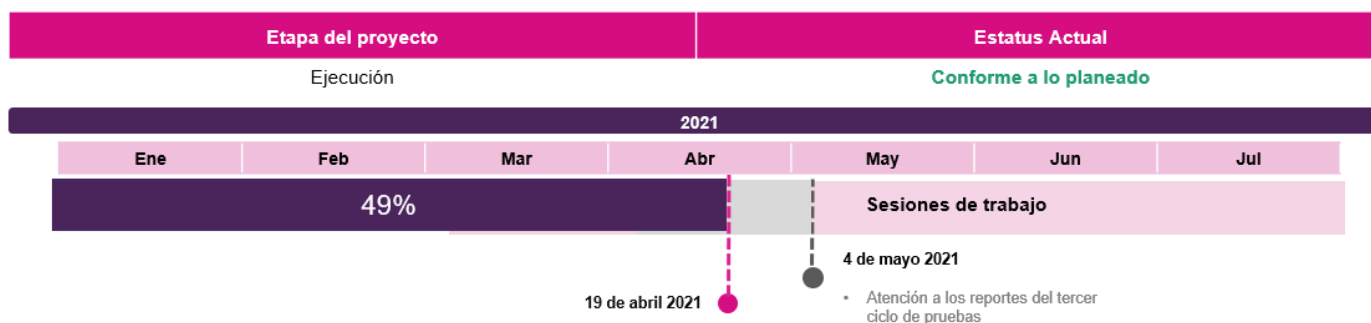 Etapa del proyecto
Estatus Actual
Ejecución
Conforme a lo planeado
2021
Ene
Feb
Mar
Abr
May
Jun
Jul
49%
Sesiones de trabajo
4 de mayo 2021
19 de abril 2021
• Atención a los reportes del tercer
ciclo de pruebas